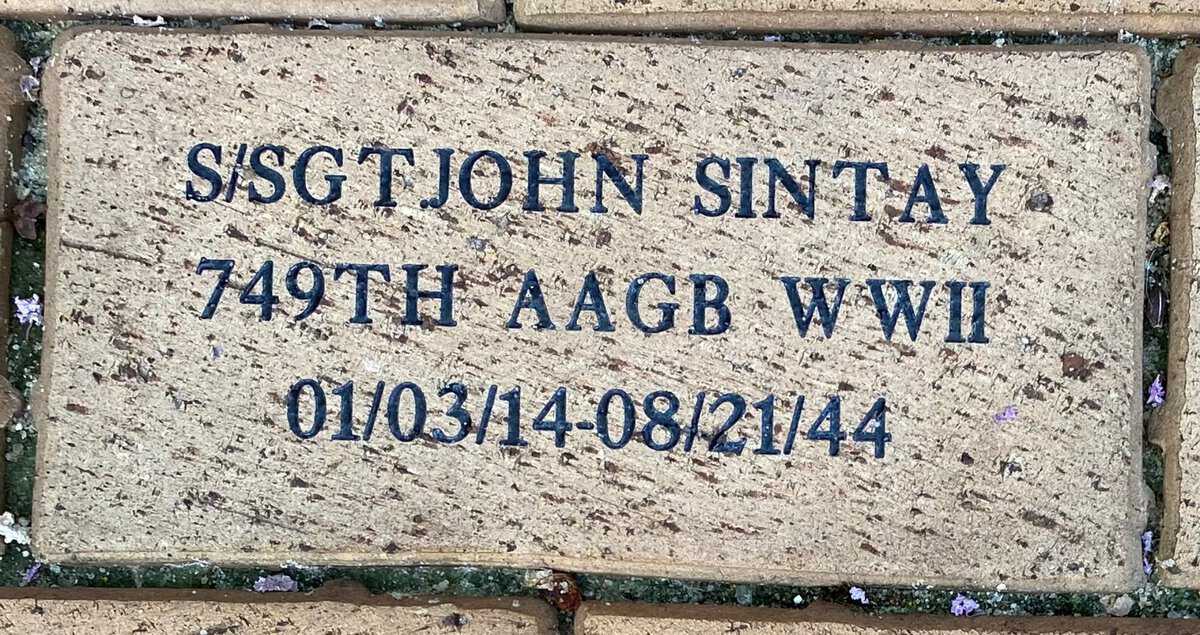 S/SGT.JOHN SINTAY
749TH AAGB WWII
01/03/14-08/21/44